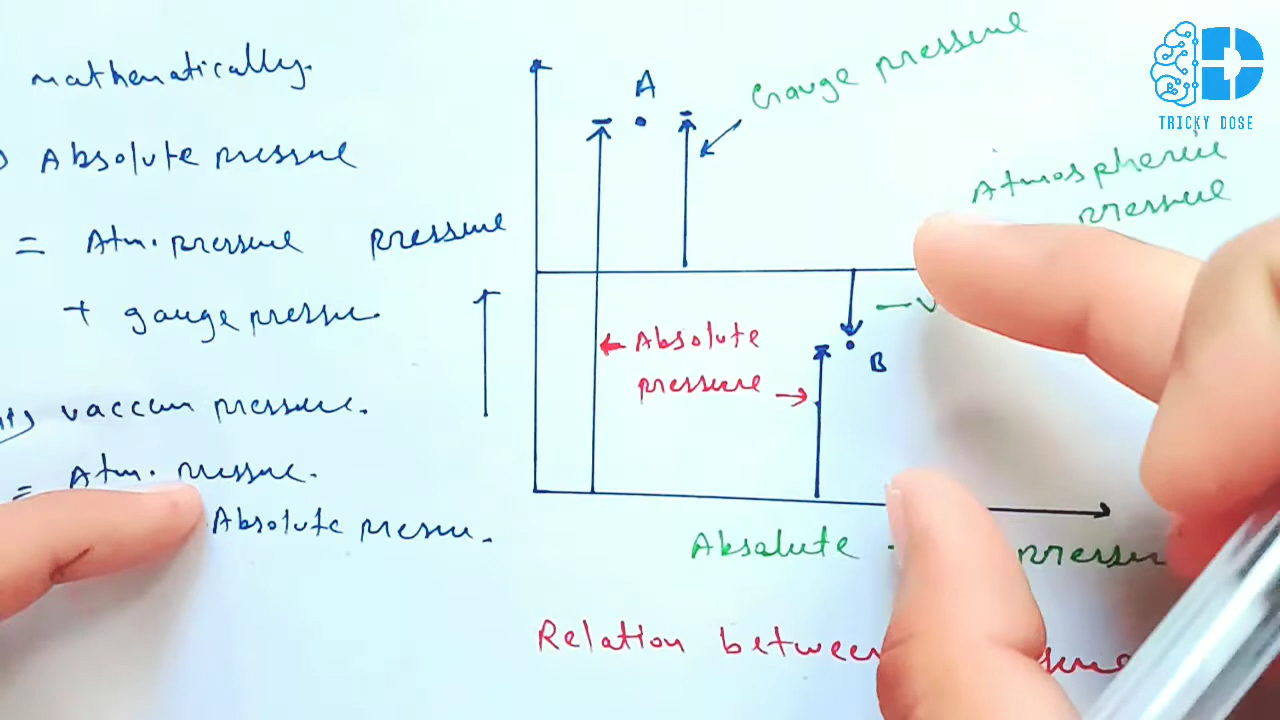 mathematically.
Absolute pressure
= Atm. pressure
+ gauge pressure.
vaccum pressure.
= Atm. pressure.
Absolute pressure.
pressure
A
Gauge pressure
Atmospheric
pressure
Absolute
pressure
B
Absolute
Relation between
TRICKY DOSE